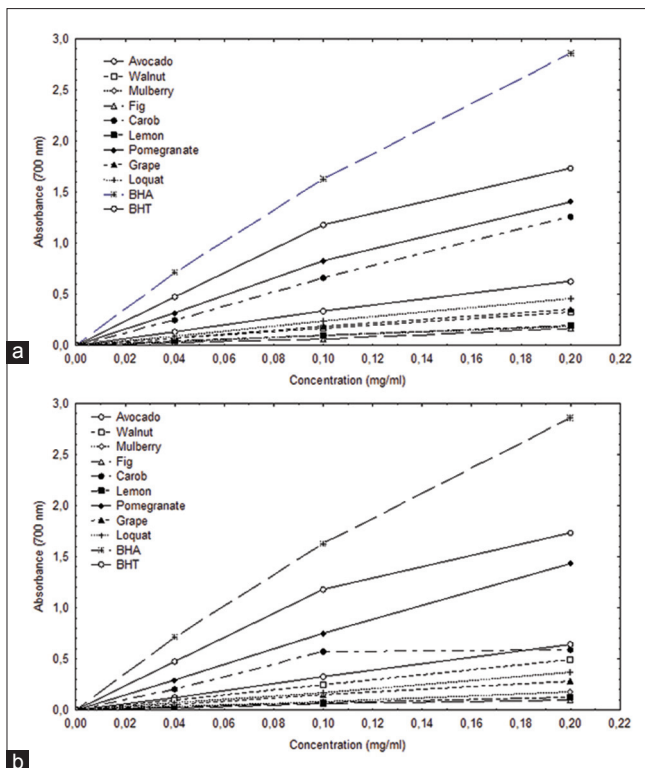 3,0
2,5
2,0
1,5
1,0
0,5
0,0
Absorbance (700 nm)
Avocado
Walnut
Mulberry
Fig
Carob
Lemon
Pomegranate
Grape
Loquat
BHA
BHT
0,00 0,02 0,04 0,06 0,08 0,10 0,12 0,14 0,16 0,18 0,20 0,22
Concentration (mg/ml)
a
3,0
2,5
2,0
1,5
1,0
0,5
0,0
Absorbance (700 nm)
Avocado
Walnut
Mulberry
Fig
Carob
Lemon
Pomegranate
Grape
Loquat
BHA
BHT
0,00 0,02 0,04 0,06 0,08 0,10 0,12 0,14 0,16 0,18 0,20 0,22
Concentration (mg/ml)
b